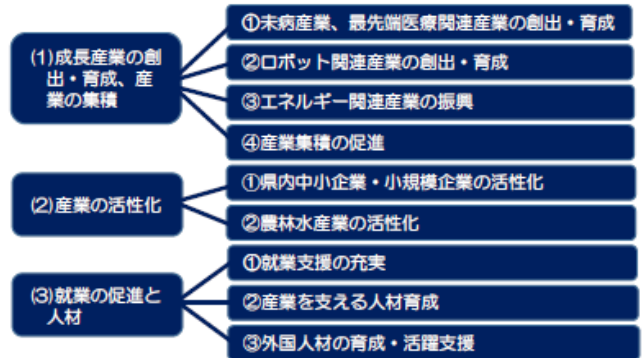 (1)成長産業の創
出・育成、産
業の集積
①未病産業、最先端医療関連産業の創出・育成
②ロボット関連産業の創出・育成
③エネルギー関連産業の振興
④産業集積の促進
(2)産業の活性化
①県内中小企業・小規模企業の活性化
②農林水産業の活性化
(3)就業の促進と
人材
①就業支援の充実
②産業を支える人材育成
③外国人材の育成・活躍支援